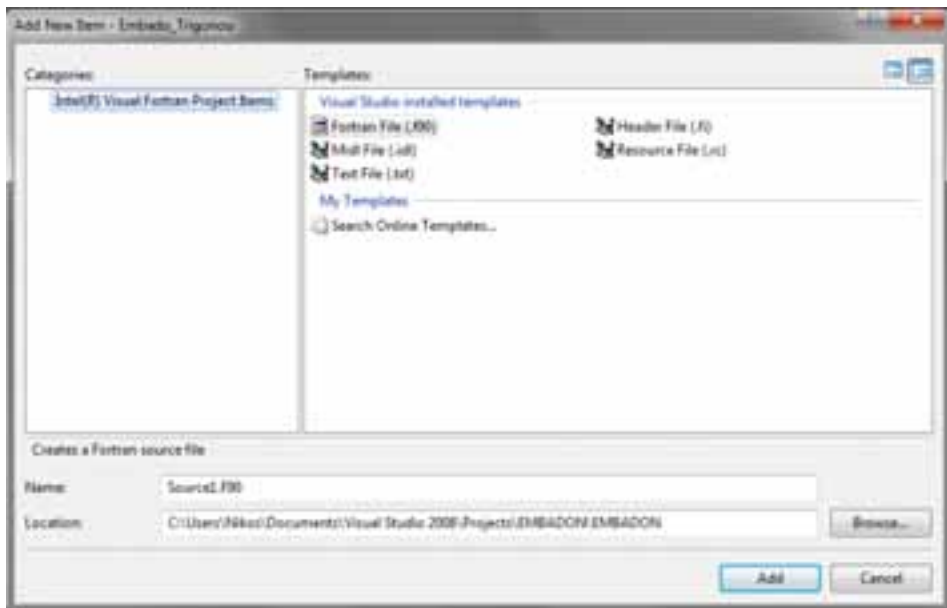 Add New Item - Embado_Trigonou
Categories:
Templates:
Intel(R) Visual Fortran Project Items
Visual Studio installed templates
Fortran File (.f90)
Header File (.h)
Midl File (.idl)
Resource File (.rc)
Text File (.txt)
My Templates
Search Online Templates...
Creates a Fortran source file
Name:
Source1.f90
Location:
C:\Users\Nikos\Documents\Visual Studio 2008\Projects\EMBADON\EMBADON
Browse...
Add
Cancel